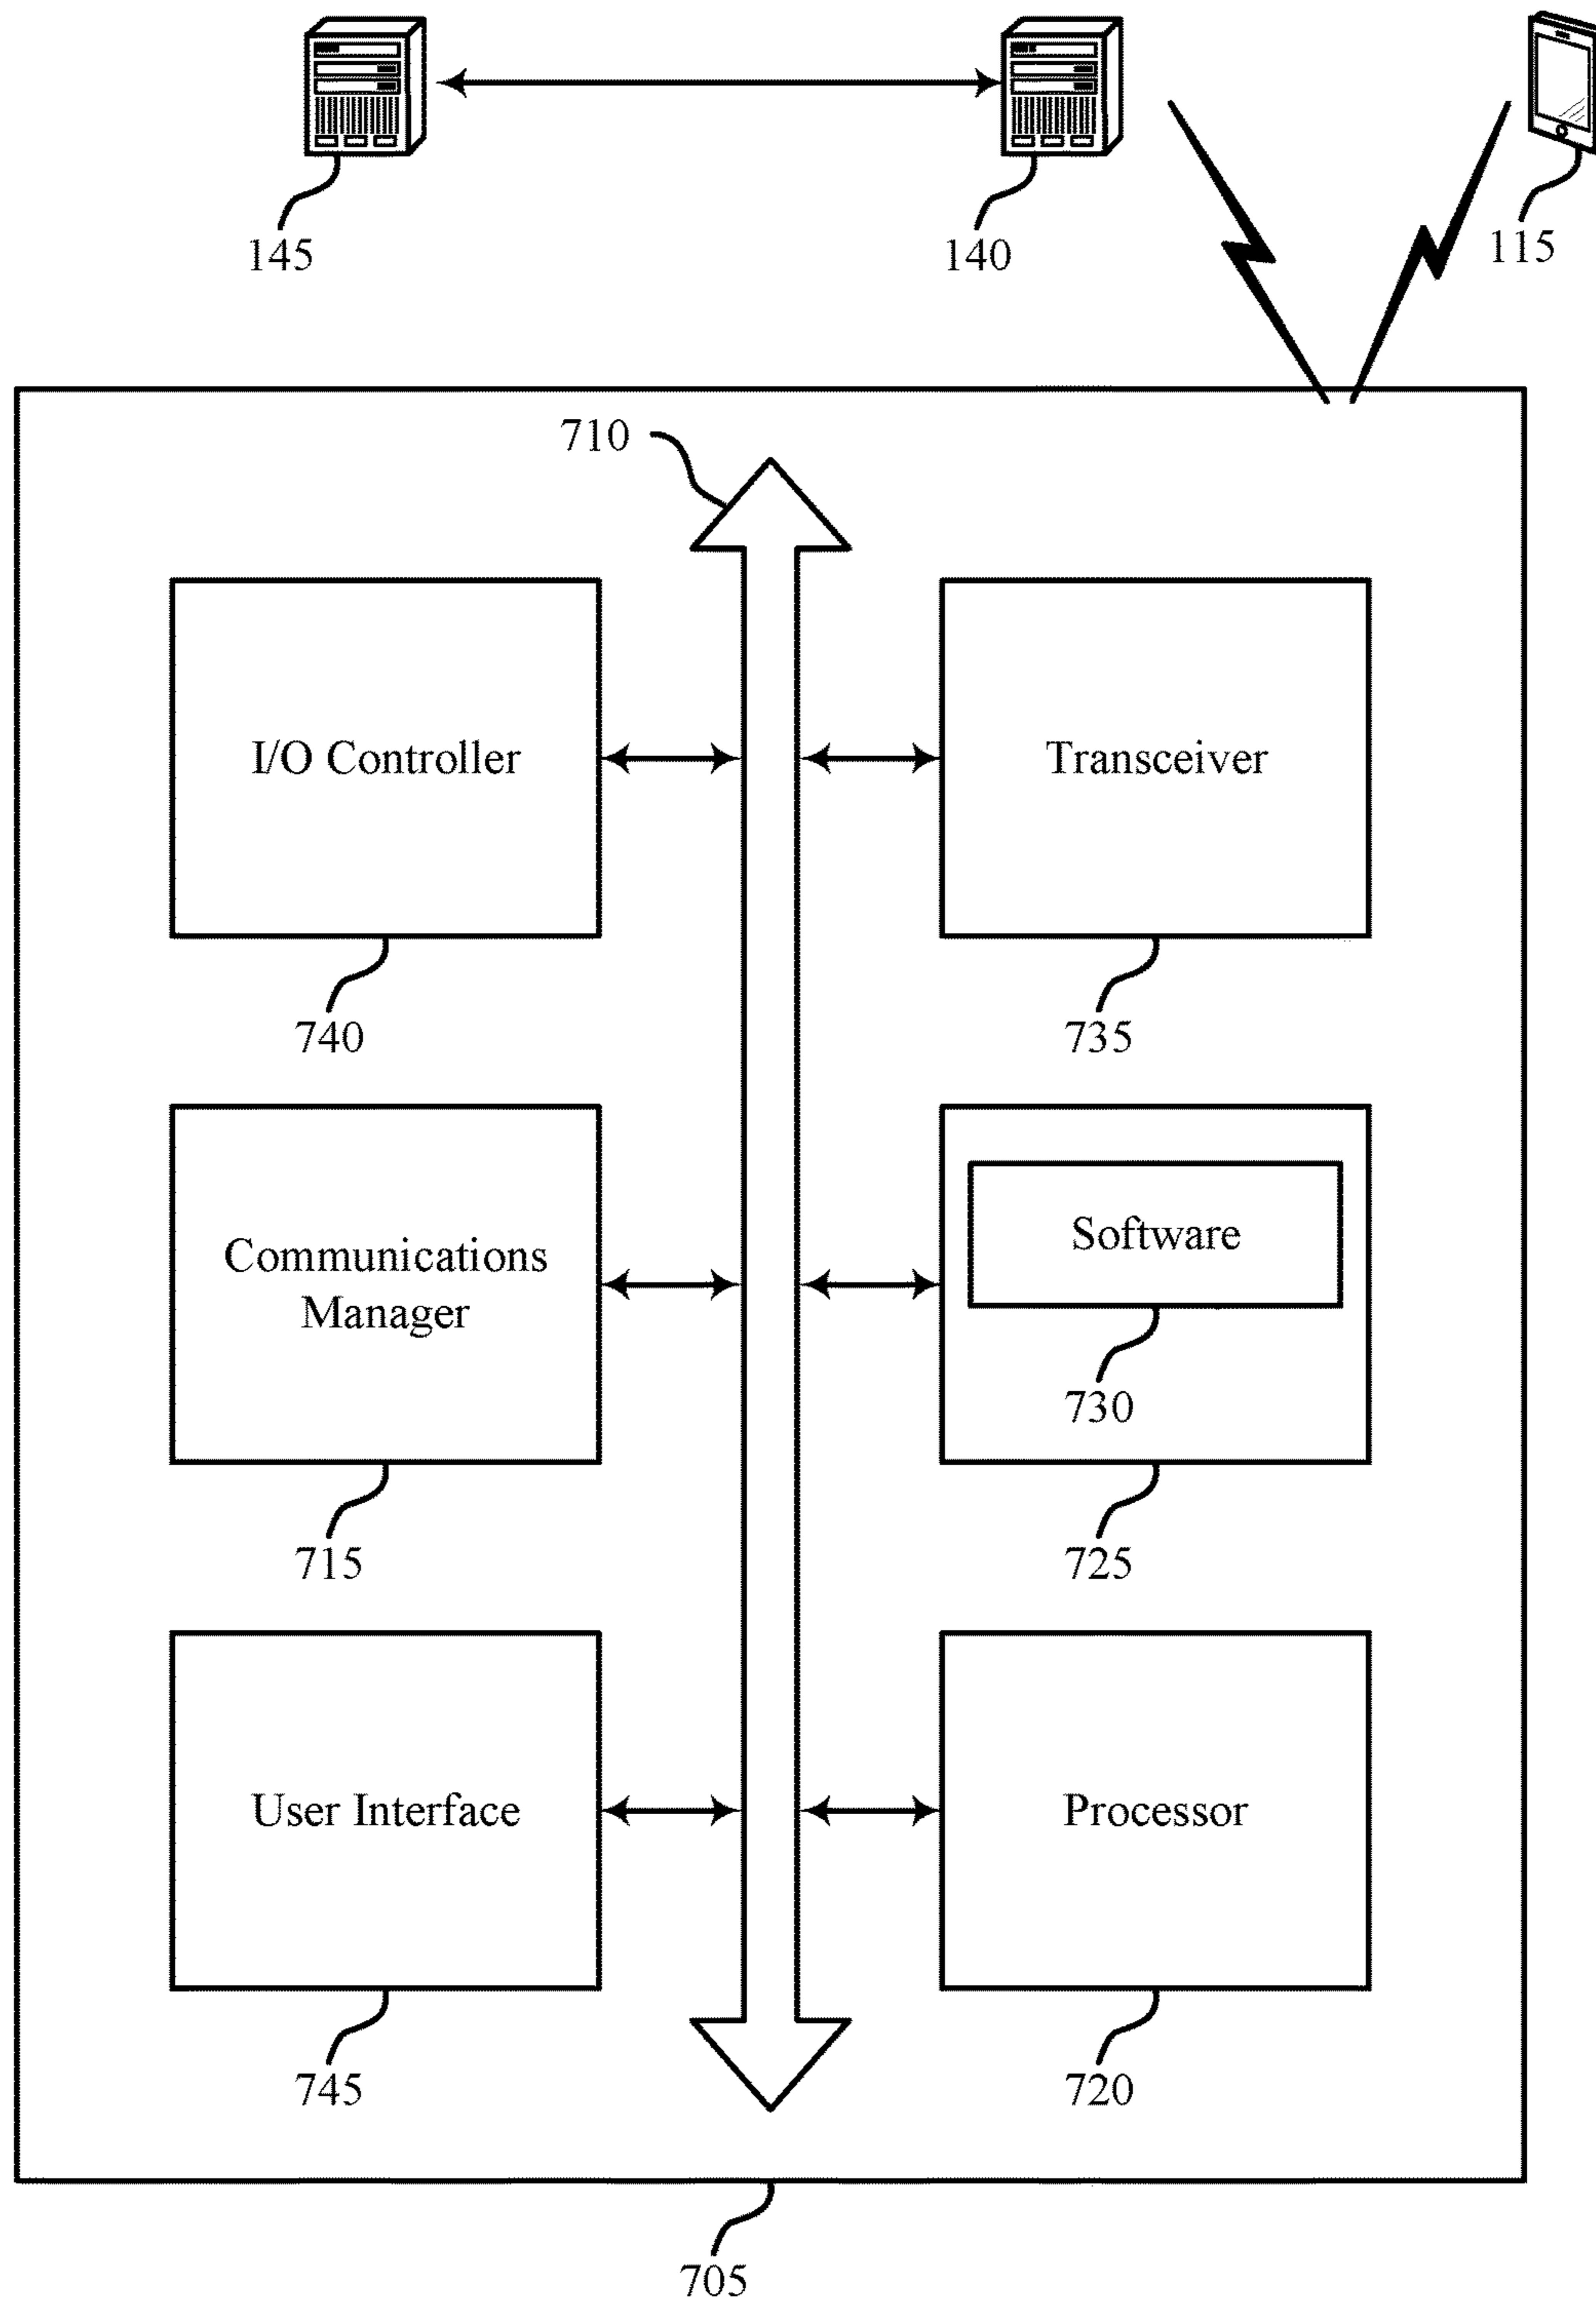 145
140
115
710
I/O Controller
Transceiver
740
735
Communications
Manager
Software
730
715
725
User Interface
Processor
745
720
705